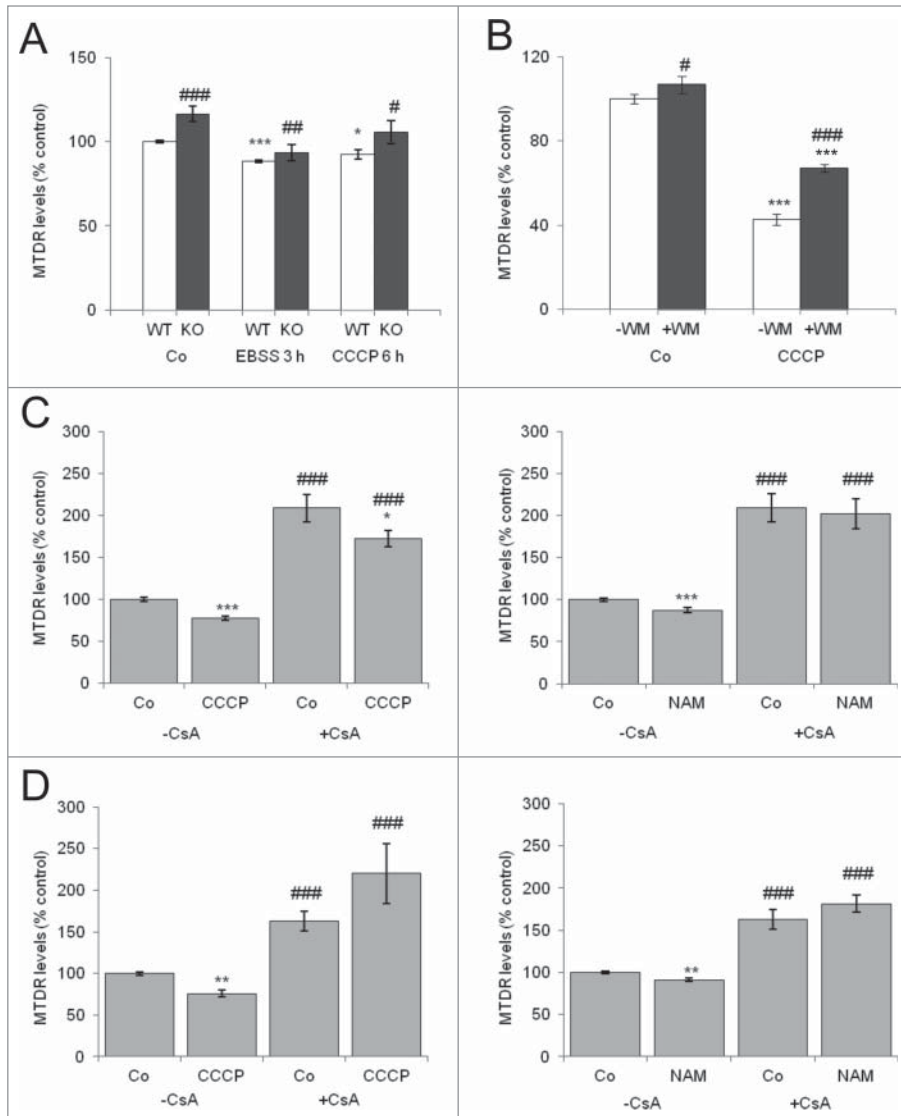 A
MTDR levels (% control)
150
100
50
0
###
***
##
*
#
WT KO WT KO WT KO
Co EBSS 3 h CCCP 6 h
B
MTDR levels (% control)
120
80
40
0
#
###
***
***
-WM +WM -WM +WM
Co CCCP
C
MTDR levels (% control)
300
250
200
150
100
50
0
***
###
###
*
Co CCCP Co CCCP
-CsA +CsA
MTDR levels (% control)
300
250
200
150
100
50
0
***
###
###
Co NAM Co NAM
-CsA +CsA
D
MTDR levels (% control)
300
250
200
150
100
50
0
**
###
###
Co CCCP Co CCCP
-CsA +CsA
MTDR levels (% control)
300
250
200
150
100
50
0
**
###
###
Co NAM Co NAM
-CsA +CsA